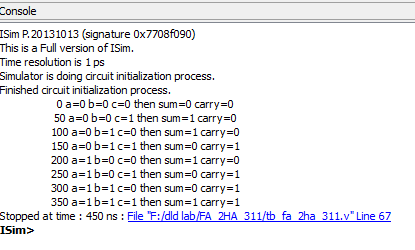 Console
ISim P.20131013 (signature 0x7708f090)
This is a Full version of ISim.
Time resolution is 1 ps
Simulator is doing circuit initialization process.
Finished circuit initialization process.
0 a=0 b=0 c=0 then sum=0 carry=0
50 a=0 b=0 c=1 then sum=1 carry=0
100 a=0 b=1 c=0 then sum=1 carry=0
150 a=0 b=1 c=1 then sum=0 carry=1
200 a=1 b=0 c=0 then sum=1 carry=0
250 a=1 b=0 c=1 then sum=0 carry=1
300 a=1 b=1 c=0 then sum=0 carry=1
350 a=1 b=1 c=1 then sum=1 carry=1
Stopped at time : 450 ns : File "F:/dld lab/FA_2HA_311/tb_fa_2ha_311.v" Line 67
ISim>